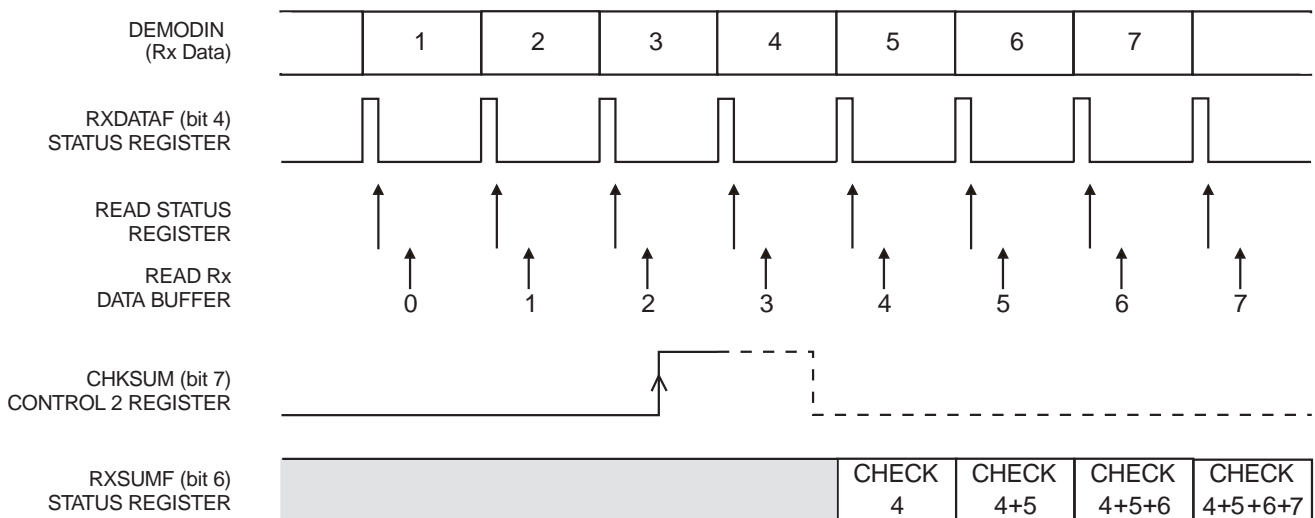 DEMODIN
(Rx Data)
1 2 3 4 5 6 7
RXDATAF (bit 4)
STATUS REGISTER
READ STATUS
REGISTER
READ Rx
DATA BUFFER
0 1 2 3 4 5 6 7
CHKSUM (bit 7)
CONTROL 2 REGISTER
RXSUMF (bit 6)
STATUS REGISTER
CHECK
4
CHECK
4+5
CHECK
4+5+6
CHECK
4+5+6+7